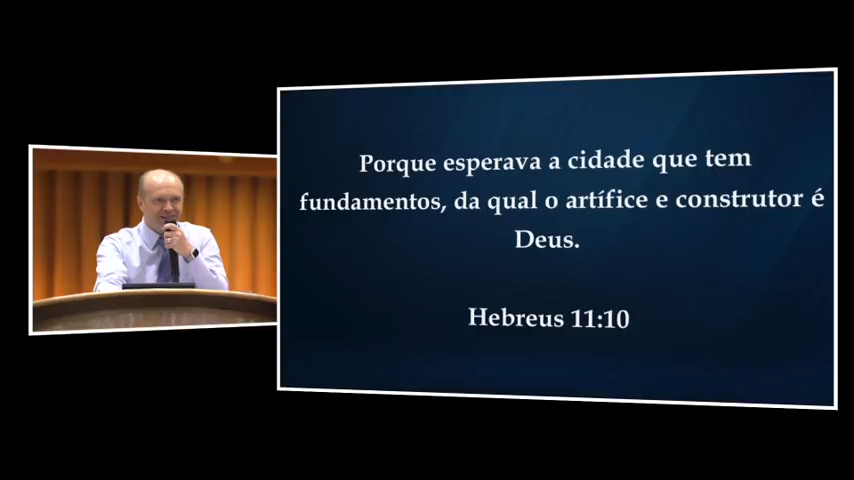 Porque esperava a cidade que tem
fundamentos, da qual o artífice e construtor é
Deus.
Hebreus 11:10